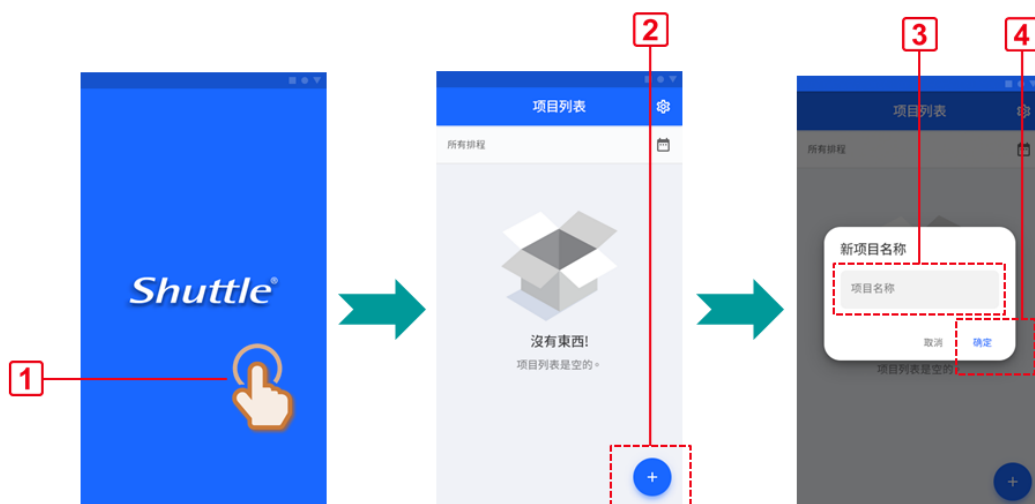 2
3
4
项目列表
项目列表
所有排程
所有排程
新项目名称
Shuttle®
项目名称
沒有東西!
取消 确定
1
项目列表是空的。
项目列表是空的
+
+